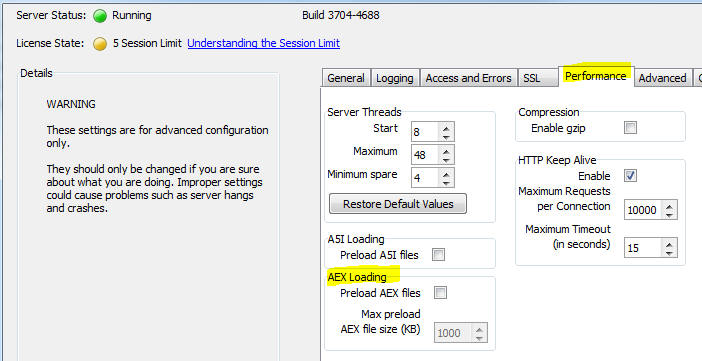 Server Status: Running Build 3704-4688
License State: 5 Session Limit Understanding the Session Limit
Details
WARNING
These settings are for advanced configuration
only.
They should only be changed if you are sure
about what you are doing. Improper settings
could cause problems such as server hangs
and crashes.
General Logging Access and Errors SSL Performance Advanced
Server Threads
Start 8
Maximum 48
Minimum spare 4
Restore Default Values
A5I Loading
Preload A5I files
AEX Loading
Preload AEX files
Max preload
AEX file size (KB) 1000
Compression
Enable gzip
HTTP Keep Alive
Enable
Maximum Requests
per Connection 10000
Maximum Timeout
(in seconds) 15